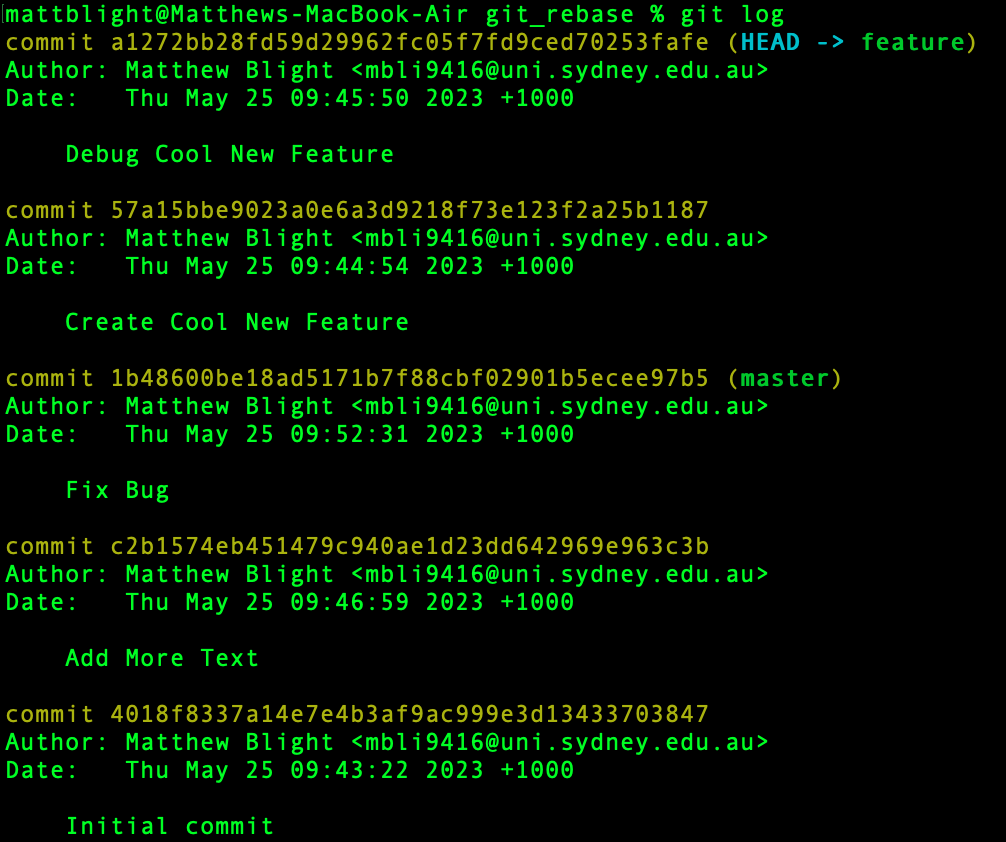 mattblight@Matthews-MacBook-Air git_rebase % git log
commit a1272bb28fd59d29962fc05f7fd9ced70253fafe (HEAD -> feature)
Author: Matthew Blight <mbli9416@uni.sydney.edu.au>
Date:   Thu May 25 09:45:50 2023 +1000
Debug Cool New Feature
commit 57a15bbe9023a0e6a3d9218f73e123f2a25b1187
Author: Matthew Blight <mbli9416@uni.sydney.edu.au>
Date:   Thu May 25 09:44:54 2023 +1000
Create Cool New Feature
commit 1b48600be18ad5171b7f88cbf02901b5ecee97b5 (master)
Author: Matthew Blight <mbli9416@uni.sydney.edu.au>
Date:   Thu May 25 09:52:31 2023 +1000
Fix Bug
commit c2b1574eb451479c940ae1d23dd642969e963c3b
Author: Matthew Blight <mbli9416@uni.sydney.edu.au>
Date:   Thu May 25 09:46:59 2023 +1000
Add More Text
commit 4018f8337a14e7e4b3af9ac999e3d13433703847
Author: Matthew Blight <mbli9416@uni.sydney.edu.au>
Date:   Thu May 25 09:43:22 2023 +1000
Initial commit